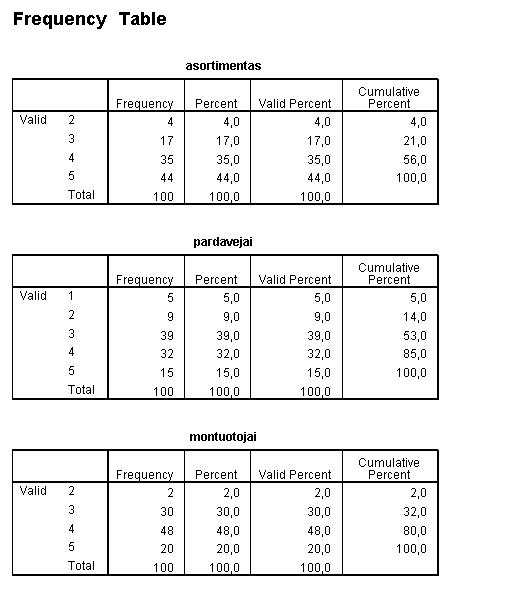 Frequency Table
asortimentas
Frequency Percent Valid Percent Cumulative Percent
Valid 2 4 4,0 4,0 4,0
3 17 17,0 17,0 21,0
4 35 35,0 35,0 56,0
5 44 44,0 44,0 100,0
Total 100 100,0 100,0
pardavejai
Frequency Percent Valid Percent Cumulative Percent
Valid 1 5 5,0 5,0 5,0
2 9 9,0 9,0 14,0
3 39 39,0 39,0 53,0
4 32 32,0 32,0 85,0
5 15 15,0 15,0 100,0
Total 100 100,0 100,0
montuotojai
Frequency Percent Valid Percent Cumulative Percent
Valid 2 2 2,0 2,0 2,0
3 30 30,0 30,0 32,0
4 48 48,0 48,0 80,0
5 20 20,0 20,0 100,0
Total 100 100,0 100,0